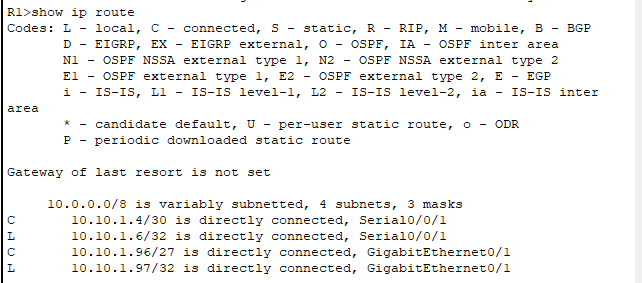 R1>show ip route
Codes: L - local, C - connected, S - static, R - RIP, M - mobile, B - BGP
D - EIGRP, EX - EIGRP external, O - OSPF, IA - OSPF inter area
N1 - OSPF NSSA external type 1, N2 - OSPF NSSA external type 2
E1 - OSPF external type 1, E2 - OSPF external type 2, E - EGP
i - IS-IS, L1 - IS-IS level-1, L2 - IS-IS level-2, ia - IS-IS inter
area
* - candidate default, U - per-user static route, o - ODR
P - periodic downloaded static route
Gateway of last resort is not set
10.0.0.0/8 is variably subnetted, 4 subnets, 3 masks
C 10.10.1.4/30 is directly connected, Serial0/0/1
L 10.10.1.6/32 is directly connected, Serial0/0/1
C 10.10.1.96/27 is directly connected, GigabitEthernet0/1
L 10.10.1.97/32 is directly connected, GigabitEthernet0/1